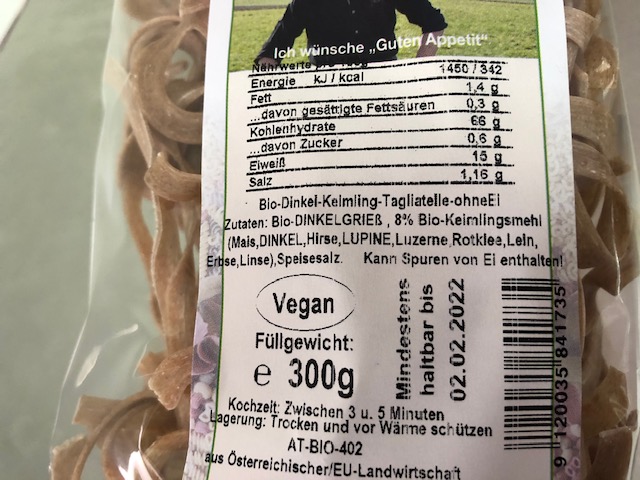 Ich wünsche „Guten Appetit“
Nährwerte pro 100g
Energie kJ / kcal 1450 / 342
Fett 1,4 g
...davon gesättigte Fettsäuren 0,3 g
Kohlenhydrate 66 g
...davon Zucker 0,6 g
Eiweiß 15 g
Salz 1,16 g
Bio-Dinkel-Keimling-Tagliatelle-ohneEi
Zutaten: Bio-DINKELGRIEß , 8% Bio-Keimlingsmehl
(Mais,DINKEL,Hirse,LUPINE,Luzerne,Rotklee,Lein,
Erbse,Linse),Speisesalz. Kann Spuren von Ei enthalten!
Vegan
Füllgewicht:
e 300g
Mindestens
haltbar bis
02.02.2022
9 120035 841735
Kochzeit: Zwischen 3 u. 5 Minuten
Lagerung: Trocken und vor Wärme schützen
AT-BIO-402
aus Österreichischer/EU-Landwirtschaft